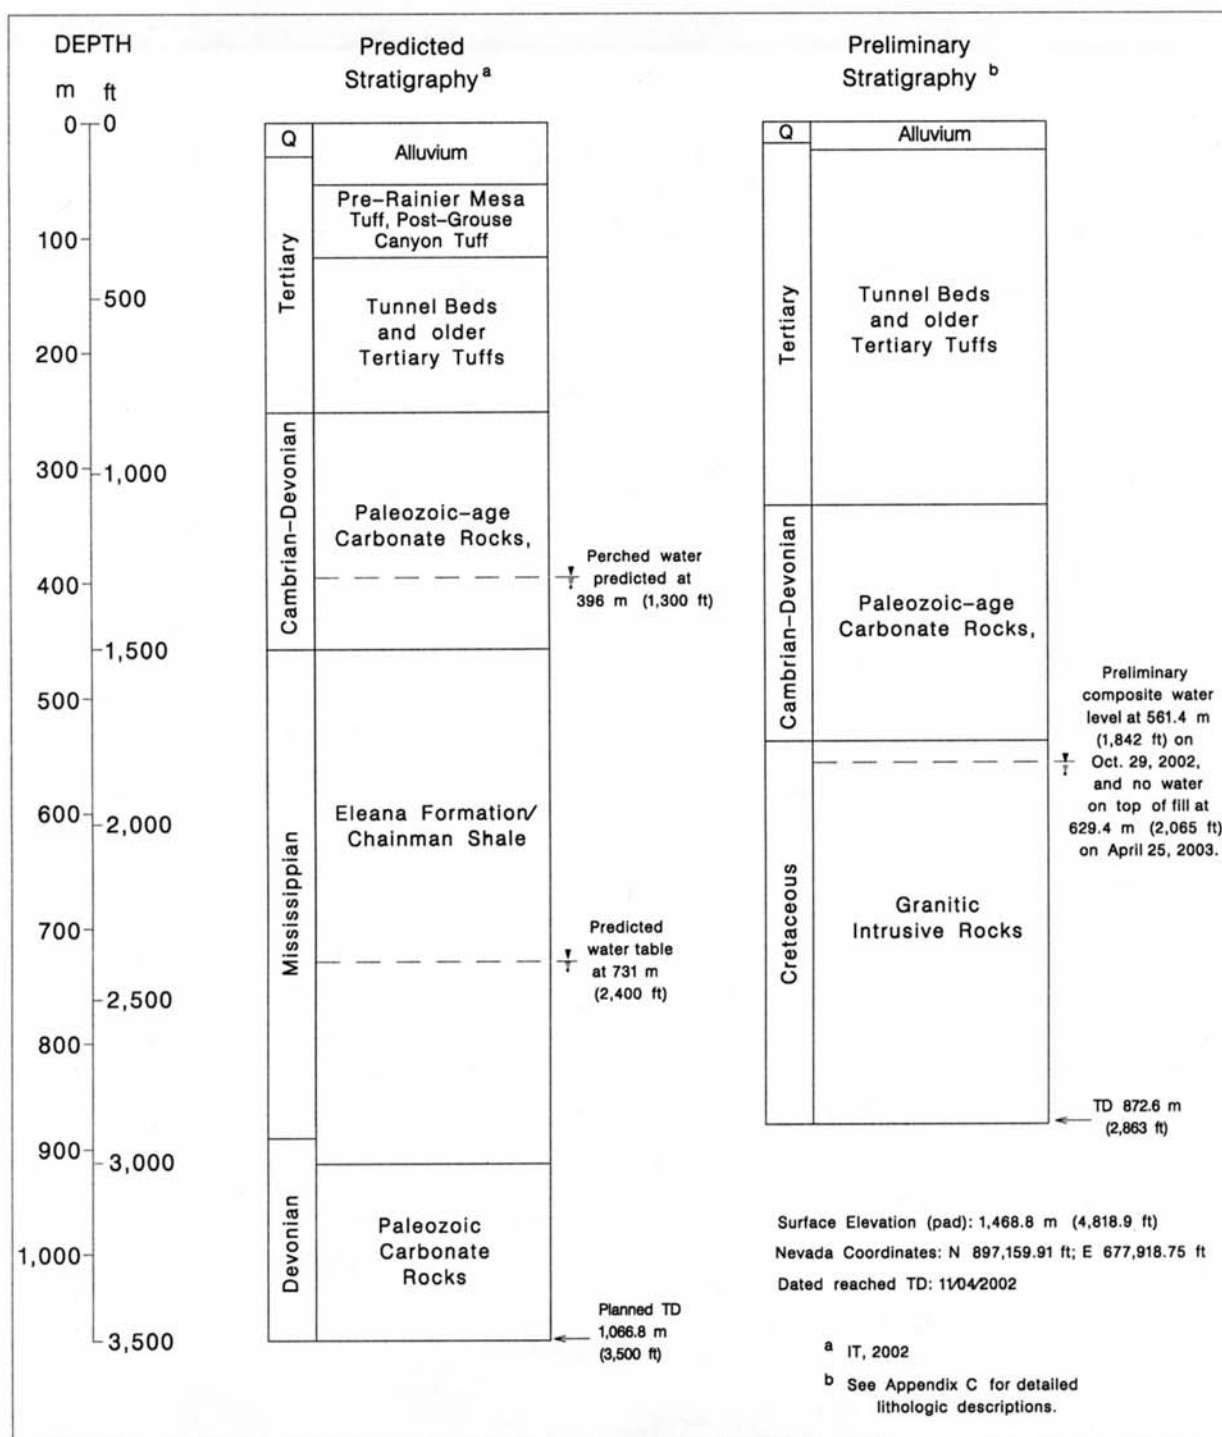 DEPTH
m ft
0 0
100
500
200
300
1,000
400
1,500
500
600
2,000
700
2,500
800
900
3,000
1,000
3,500
Predicted
Stratigraphy a
Q
Alluvium
Tertiary
Pre-Rainier Mesa
Tuff, Post-Grouse
Canyon Tuff
Tunnel Beds
and older
Tertiary Tuffs
Cambrian-Devonian
Paleozoic-age
Carbonate Rocks,
Perched water
predicted at
396 m (1,300 ft)
Mississippian
Eleana Formation/
Chainman Shale
Predicted
water table
at 731 m
(2,400 ft)
Devonian
Paleozoic
Carbonate
Rocks
Planned TD
1,066.8 m
(3,500 ft)
Preliminary
Stratigraphy b
Q
Alluvium
Tertiary
Tunnel Beds
and older
Tertiary Tuffs
Cambrian-Devonian
Paleozoic-age
Carbonate Rocks,
Preliminary
composite water
level at 561.4 m
(1,842 ft) on
Oct. 29, 2002,
and no water
on top of fill at
629.4 m (2,065 ft)
on April 25, 2003.
Cretaceous
Granitic
Intrusive Rocks
TD 872.6 m
(2,863 ft)
Surface Elevation (pad): 1,468.8 m (4,818.9 ft)
Nevada Coordinates: N 897,159.91 ft; E 677,918.75 ft
Dated reached TD: 11/04/2002
a IT, 2002
b See Appendix C for detailed
lithologic descriptions.